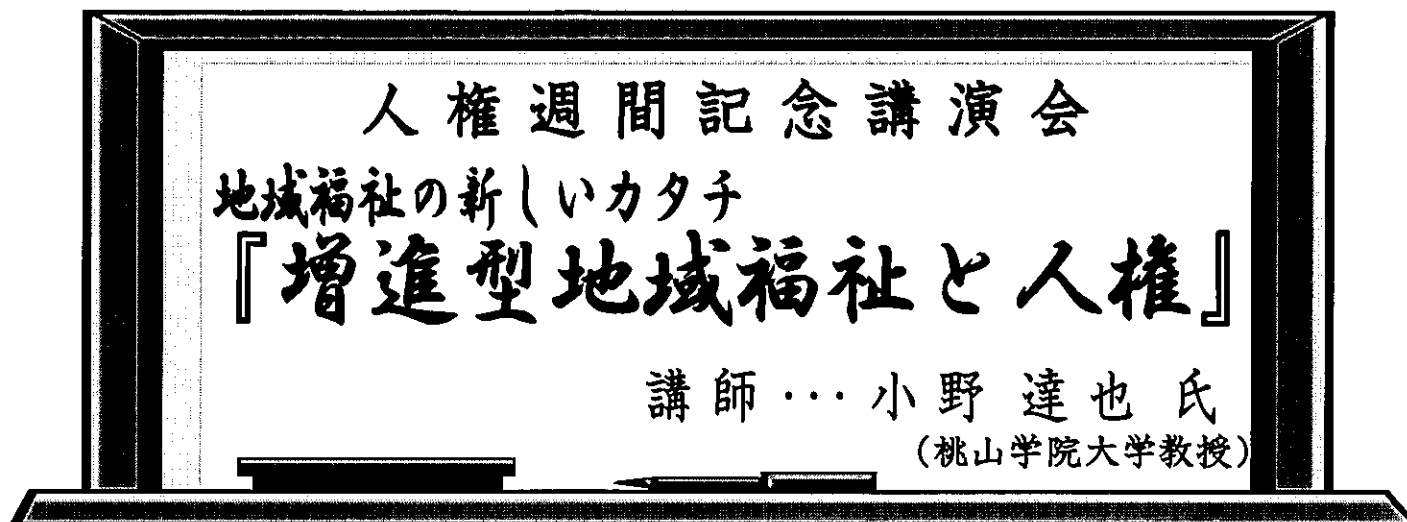 人権週間記念講演会
地域福祉の新しいカタチ
『増進型地域福祉と人権』
講師…小野 達也 氏
(桃山学院大学教授)